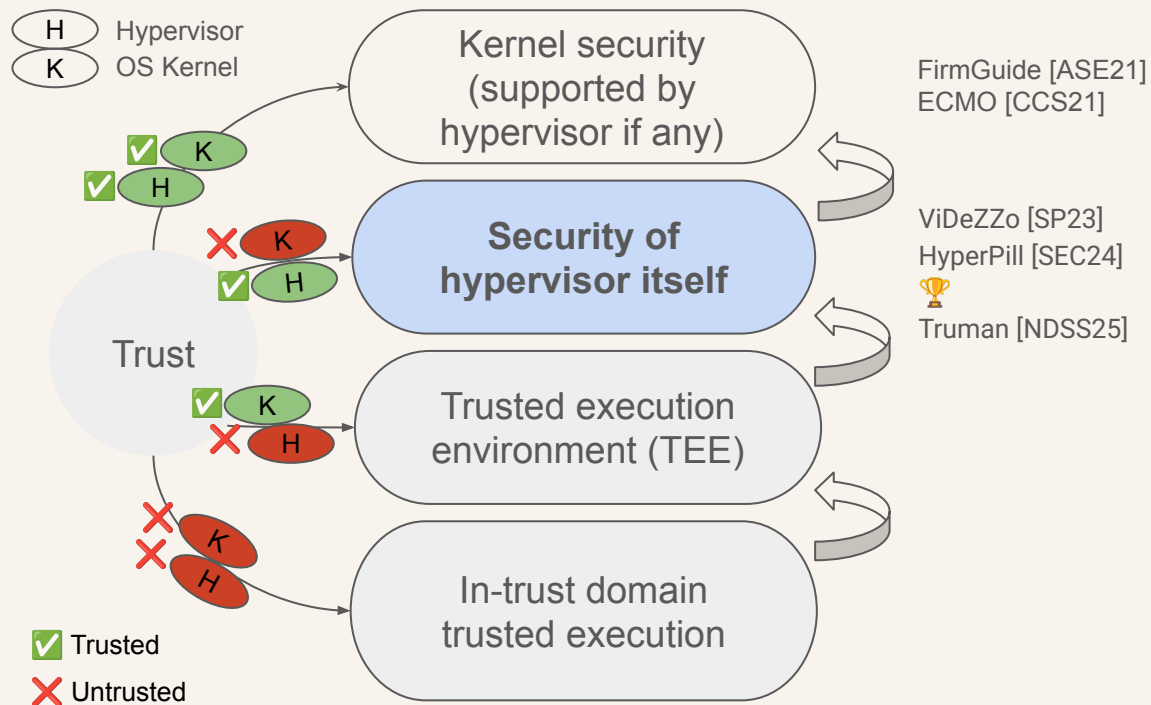 H Hypervisor
K OS Kernel
Kernel security
(supported by
hypervisor if any)
FirmGuide [ASE21]
ECMO [CCS21]
K
H
K
H
Security of
hypervisor itself
ViDeZZo [SP23]
HyperPill [SEC24]
Truman [NDSS25]
Trust
K
H
Trusted execution
environment (TEE)
K
H
In-trust domain
trusted execution
Trusted
Untrusted